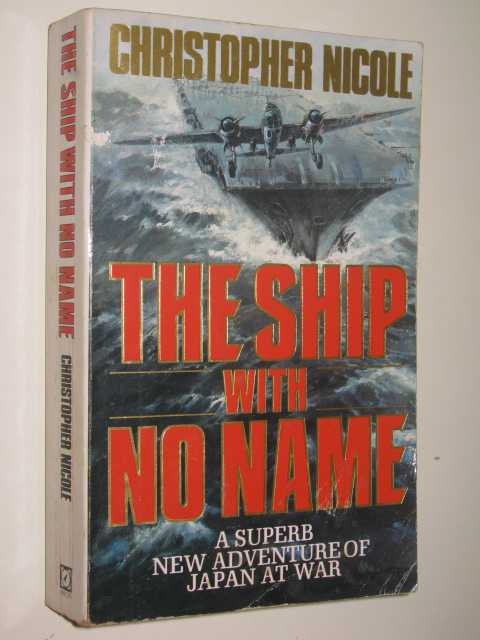 CHRISTOPHER NICOLE
THE SHIP
WITH
NO NAME
A SUPERB
NEW ADVENTURE OF
JAPAN AT WAR
THE SHIP WITH NO NAME
CHRISTOPHER NICOLE